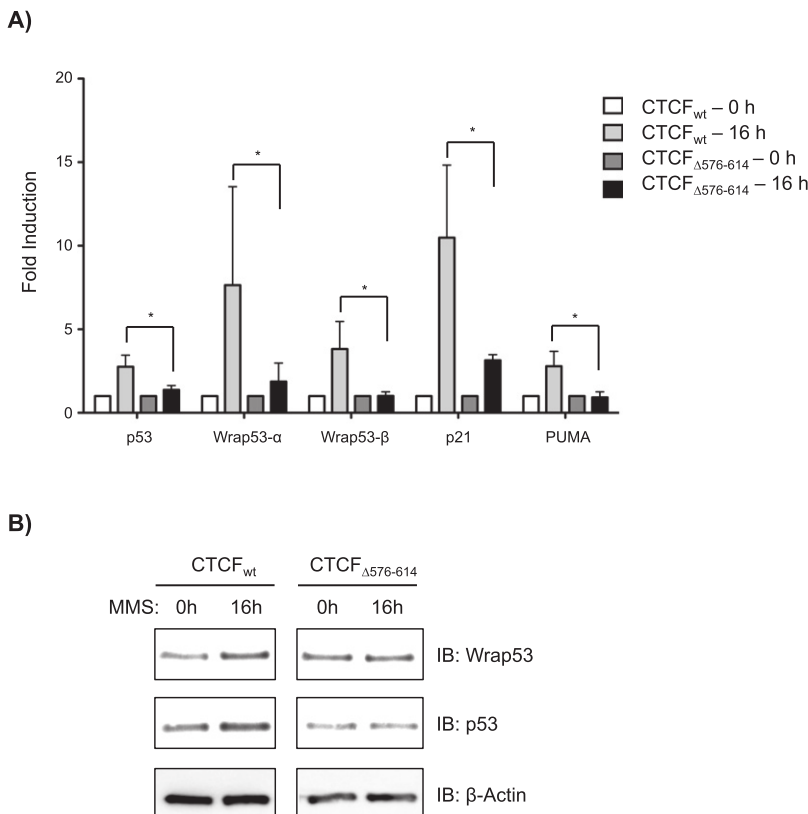 A)
20
15
10
5
0
Fold Induction
CTCFwt – 0 h
CTCFwt – 16 h
CTCFΔ576-614 – 0 h
CTCFΔ576-614 – 16 h
* * * * *
p53 Wrap53-α Wrap53-β p21 PUMA
B)
CTCFwt CTCFΔ576-614
MMS: 0h 16h 0h 16h
IB: Wrap53
IB: p53
IB: β-Actin